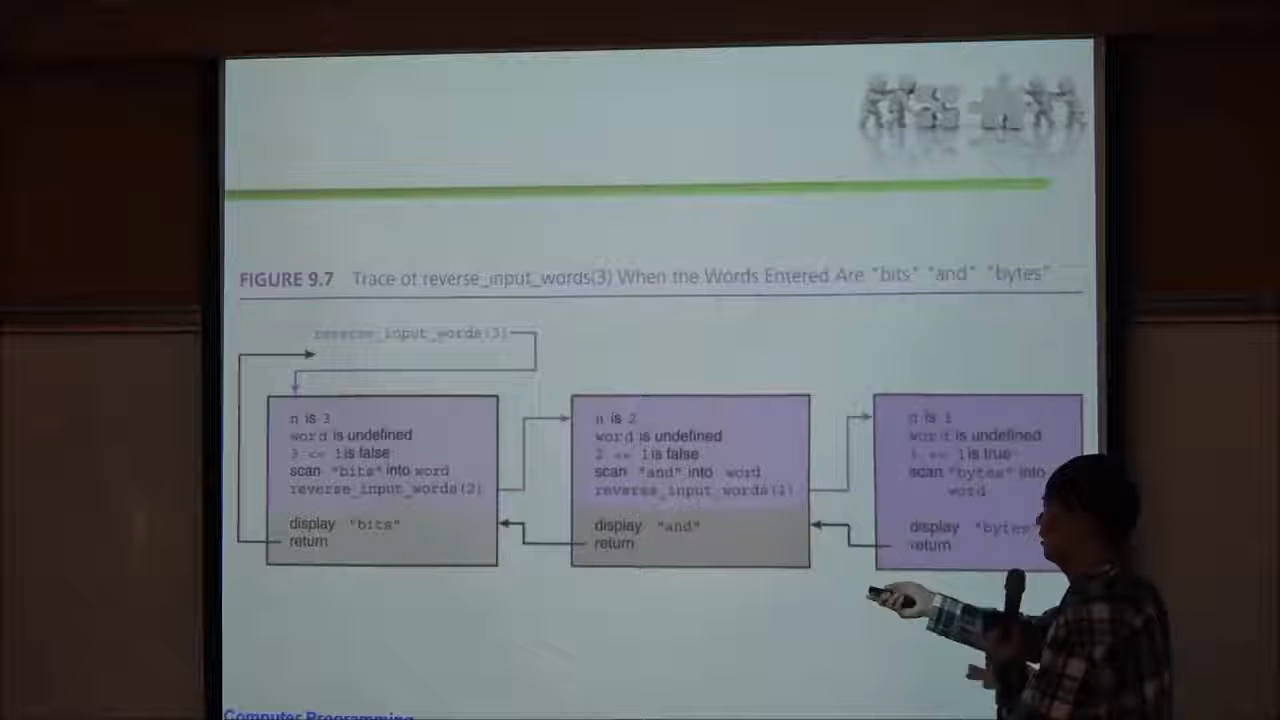 FIGURE 9.7 Trace of reverse_input_words(3) When the Words Entered Are "bits" "and" "bytes"
reverse_input_words(3)
n is 3
word is undefined
3 <= 1 is false
scan "bits" into word
reverse_input_words(2)
display "bits"
return
n is 2
word is undefined
2 <= 1 is false
scan "and" into word
reverse_input_words(1)
display "and"
return
n is 1
word is undefined
1 <= 1 is true
scan "bytes" into
word
display "bytes"
return
Computer Programming